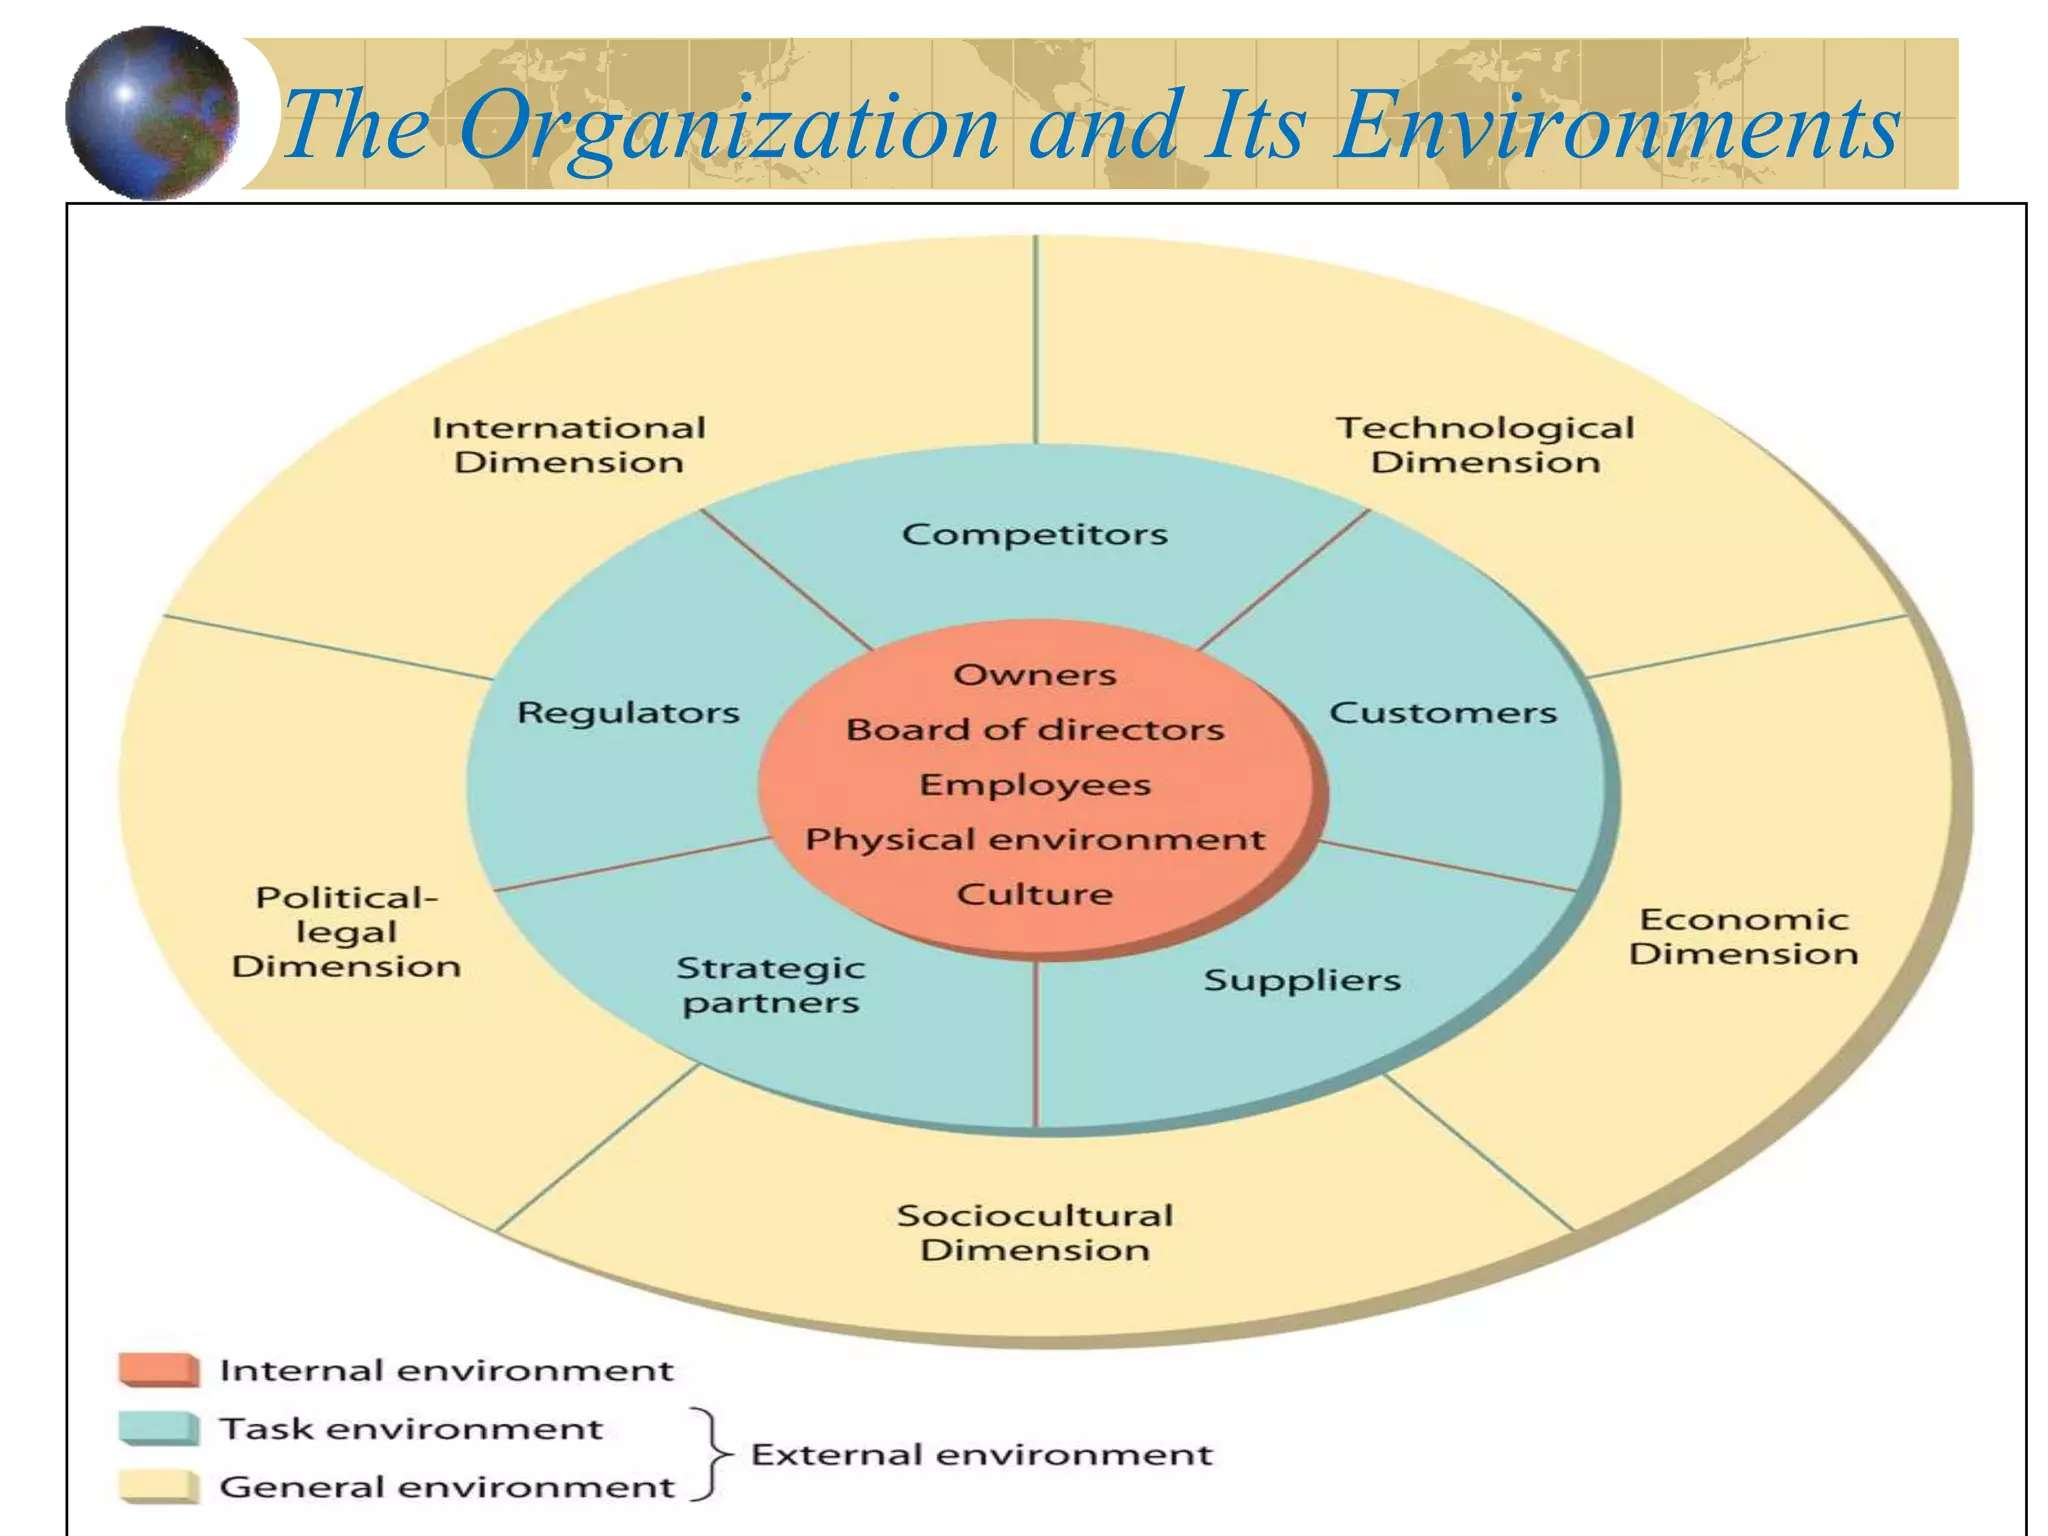 The Organization and Its Environments
International
Dimension
Technological
Dimension
Competitors
Regulators
Customers
Owners
Board of directors
Employees
Physical environment
Culture
Political-
legal
Dimension
Strategic
partners
Suppliers
Economic
Dimension
Sociocultural
Dimension
Internal environment
Task environment
General environment
External environment